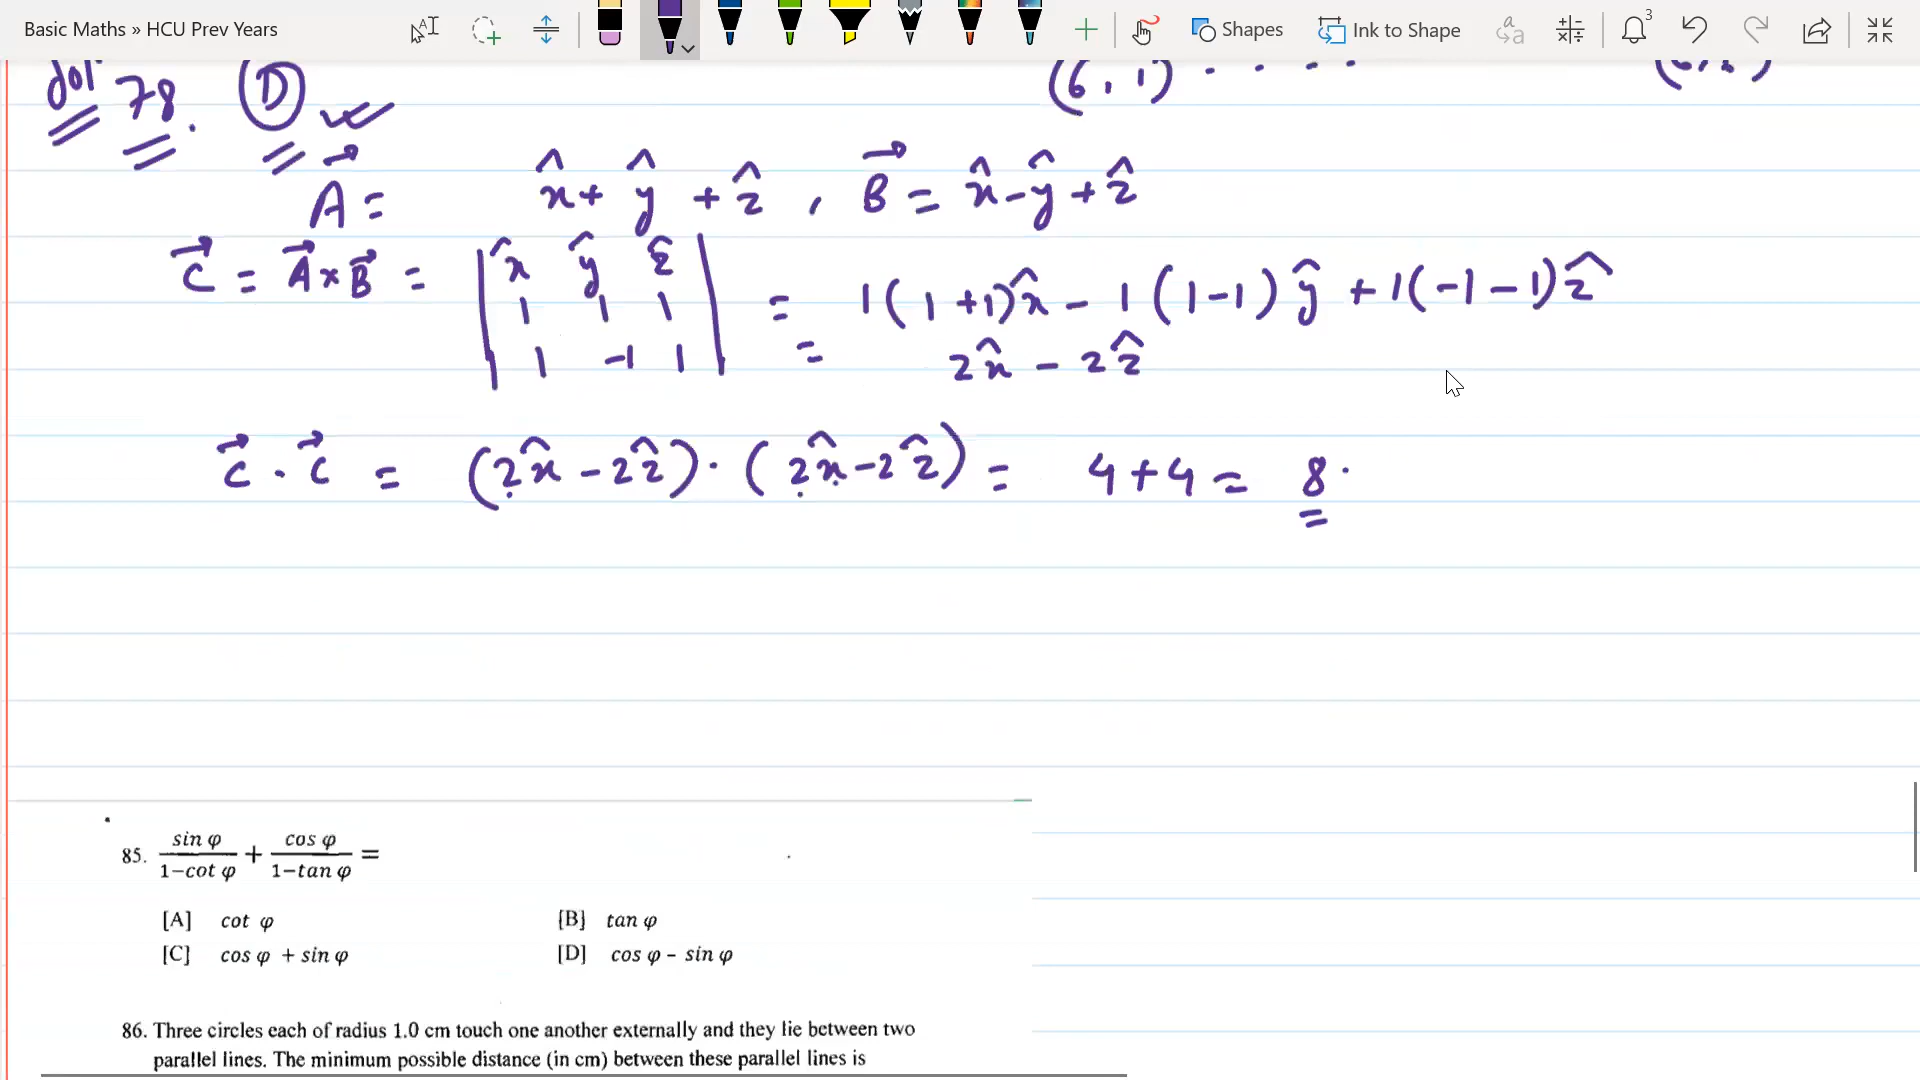 Basic Maths » HCU Prev Years
Shapes
Ink to Shape
3
Sol 78. (D)
(6, 1) . . . .
A⃗ = x̂ + ŷ + ẑ , B⃗ = x̂ - ŷ + ẑ
C⃗ = A⃗ × B⃗ = | x̂ ŷ ẑ | = 1(1+1)x̂ - 1(1-1)ŷ + 1(-1-1)ẑ
1 1 1
1 -1 1 = 2x̂ - 2ẑ
C⃗ . C⃗ = (2x̂ - 2ẑ) . (2x̂ - 2ẑ) = 4 + 4 = 8.
85. sin φ/1−cot φ + cos φ/1−tan φ =
[A] cot φ [B] tan φ
[C] cos φ + sin φ [D] cos φ − sin φ
86. Three circles each of radius 1.0 cm touch one another externally and they lie between two
parallel lines. The minimum possible distance (in cm) between these parallel lines is